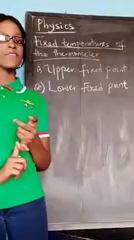 Physics
Fixed temperatures of
the thermometer
A) Upper fixed point
B) Lower fixed point